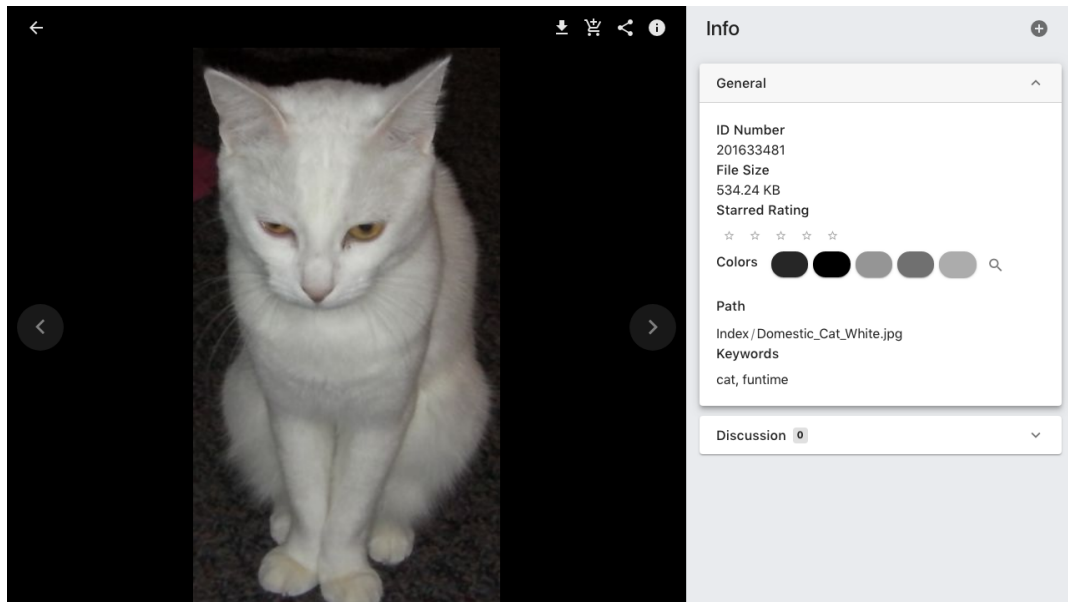 Info
General
ID Number
201633481
File Size
534.24 KB
Starred Rating
Colors
Path
Index/Domestic_Cat_White.jpg
Keywords
cat, funtime
Discussion 0